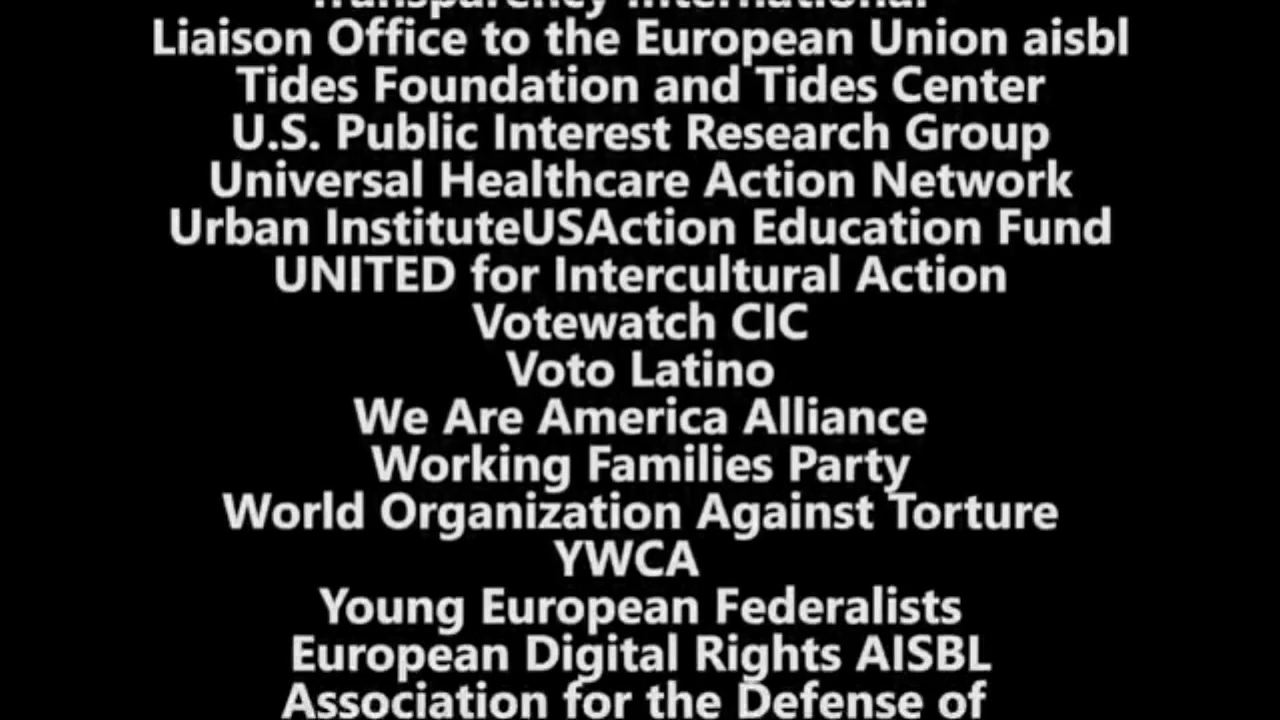 Transparency International
Liaison Office to the European Union aisbl
Tides Foundation and Tides Center
U.S. Public Interest Research Group
Universal Healthcare Action Network
Urban InstituteUSAction Education Fund
UNITED for Intercultural Action
Votewatch CIC
Voto Latino
We Are America Alliance
Working Families Party
World Organization Against Torture
YWCA
Young European Federalists
European Digital Rights AISBL
Association for the Defense of